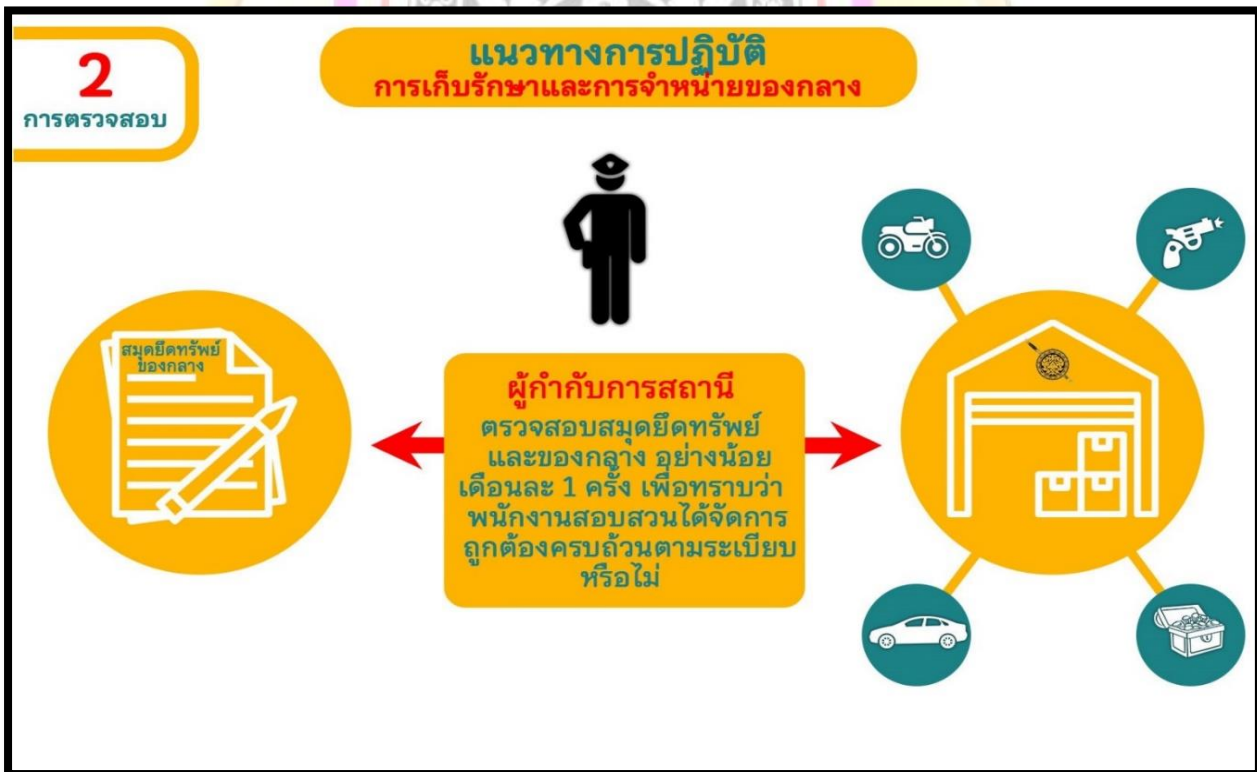 2
การตรวจสอบ
แนวทางการปฏิบัติ
การเก็บรักษาและการจำหน่ายของกลาง
สมุดยึดทรัพย์
ของกลาง
ผู้กำกับการสถานี
ตรวจสอบสมุดยึดทรัพย์
และของกลาง อย่างน้อย
เดือนละ 1 ครั้ง เพื่อทราบว่า
พนักงานสอบสวนได้จัดการ
ถูกต้องครบถ้วนตามระเบียบ
หรือไม่